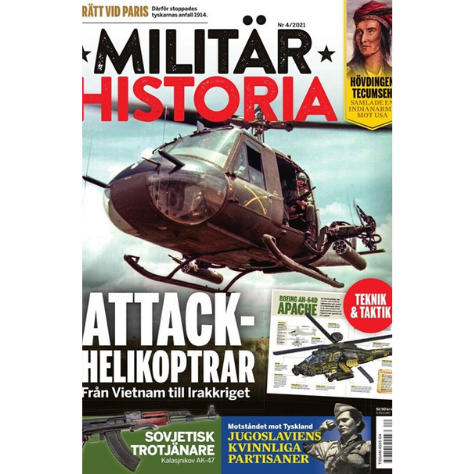 RÄTT VID PARIS
Därför stoppades
tyskarnas anfall 1914.
Nr 4/2021
MILITÄR
HISTORIA
HÖVDINGEN
TECUMSEH
SAMLADE EN
INDIANARMÉ
MOT USA
BOEING AH-64D
APACHE
TEKNIK
& TAKTIK
ATTACK-
HELIKOPTRAR
Från Vietnam till Irakkriget
SOVJETISK
TROTJÄNARE
Kalasjnikov AK-47
Motståndet mot Tyskland
JUGOSLAVIENS
KVINNLIGA
PARTISANER